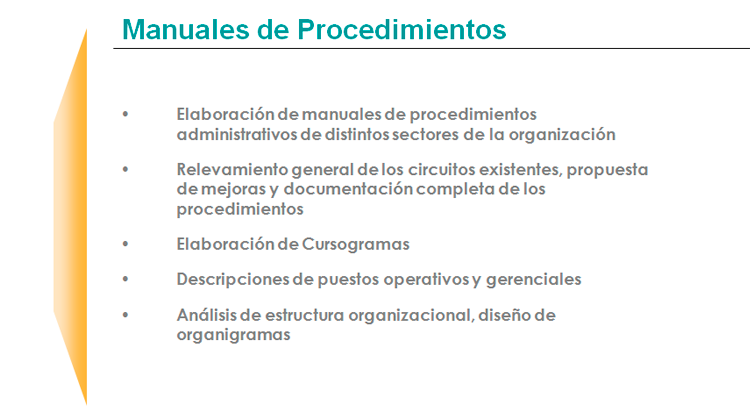 Manuales de Procedimientos
• Elaboración de manuales de procedimientos
administrativos de distintos sectores de la organización
• Relevamiento general de los circuitos existentes, propuesta
de mejoras y documentación completa de los
procedimientos
• Elaboración de Cursogramas
• Descripciones de puestos operativos y gerenciales
• Análisis de estructura organizacional, diseño de
organigramas